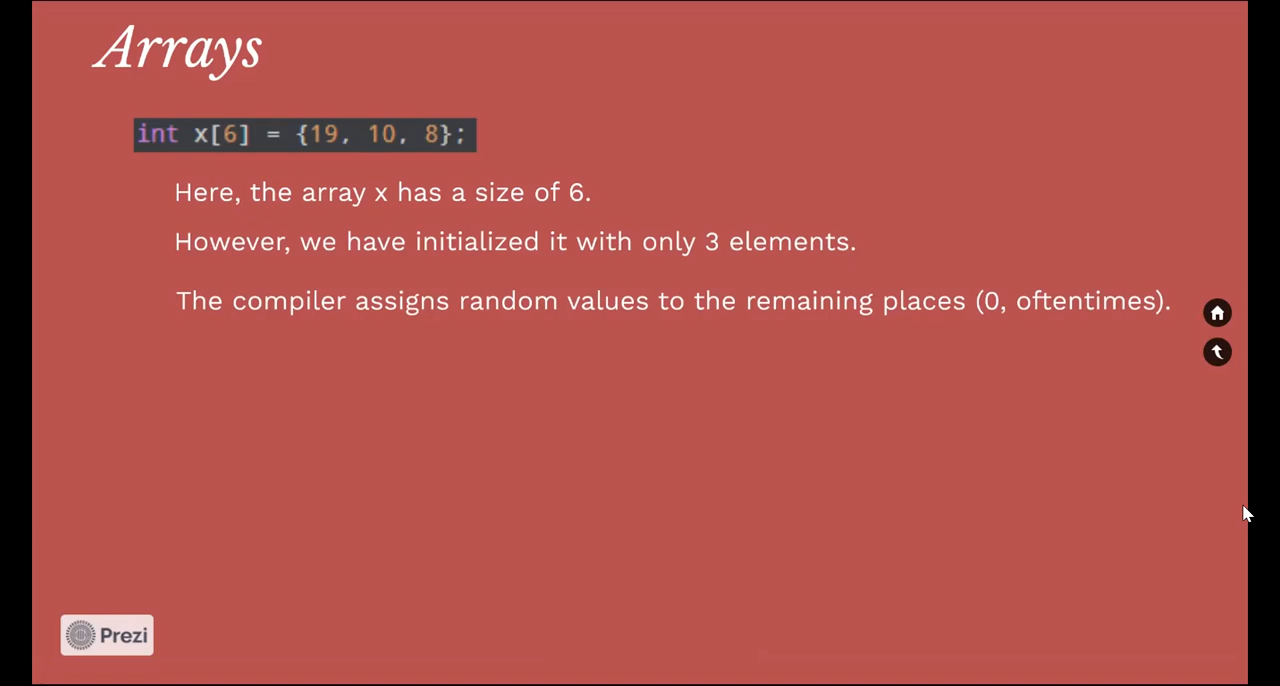 Arrays
int x[6] = {19, 10, 8};
Here, the array x has a size of 6.
However, we have initialized it with only 3 elements.
The compiler assigns random values to the remaining places (0, oftentimes).
Prezi